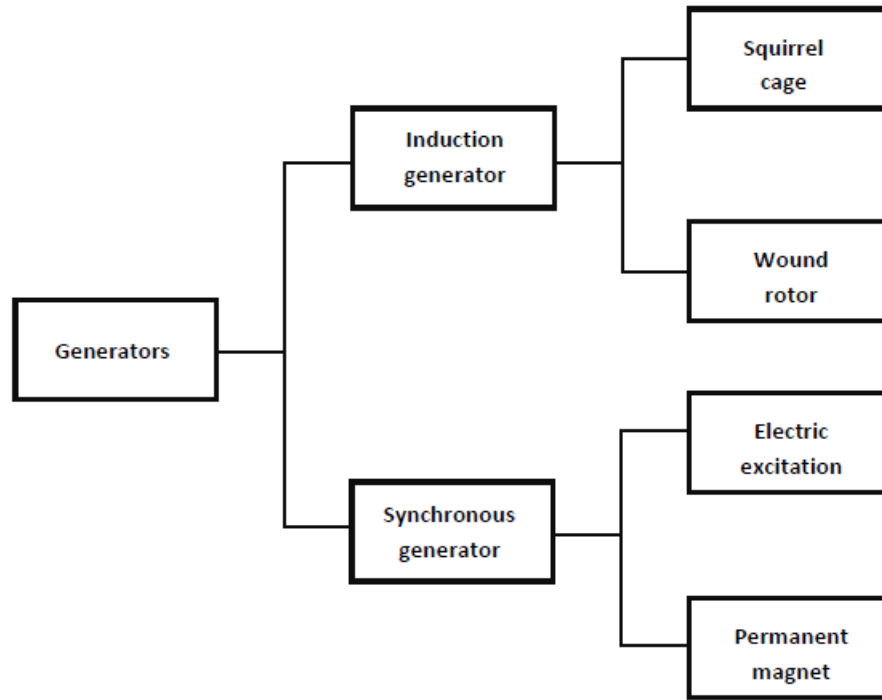 Squirrel
cage
Induction
generator
Wound
rotor
Generators
Electric
excitation
Synchronous
generator
Permanent
magnet